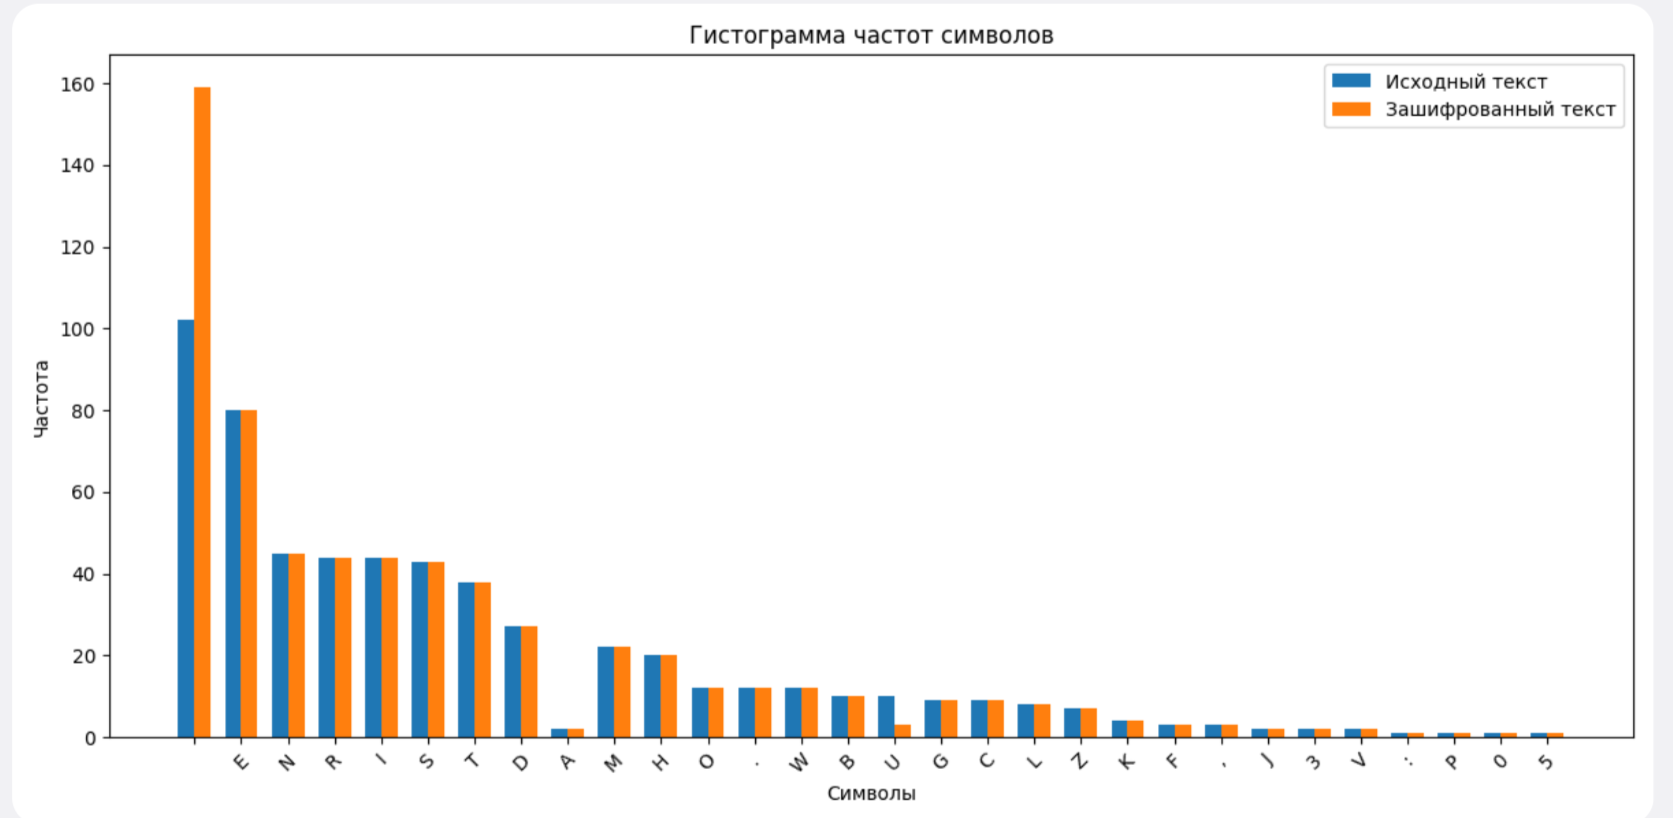 Гистограмма частот символов
Исходный текст
Зашифрованный текст
160
140
120
100
80
60
40
20
0
Частота
E N R I S T D A M H O . W B U G C L Z K F , J 3 V : P 0 5
Символы